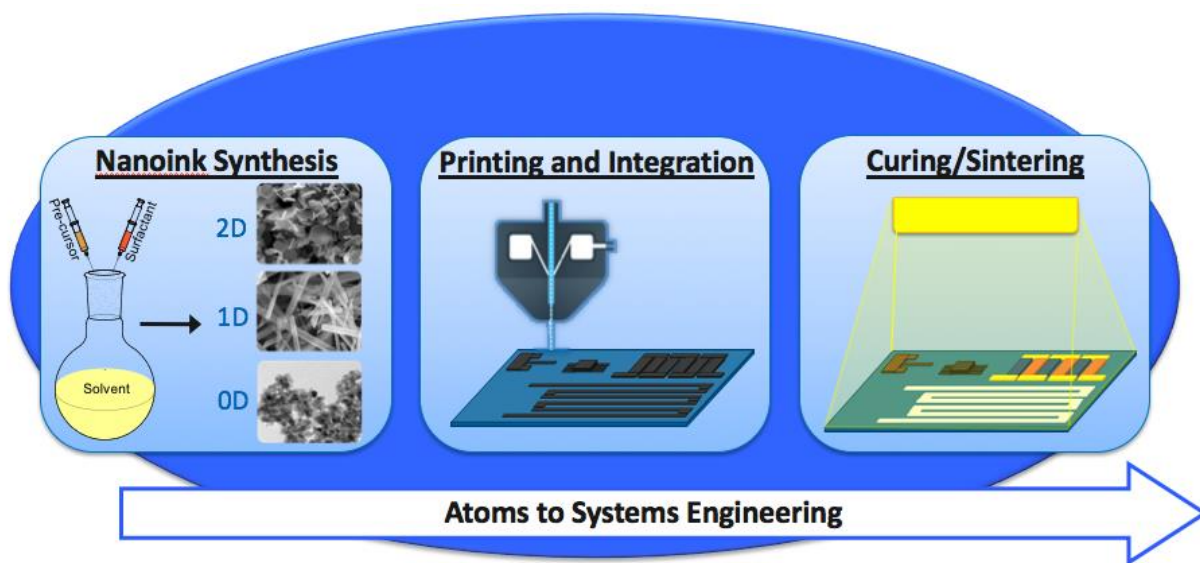 Nanoink Synthesis
Pre-cursor
Surfactant
Solvent
2D
1D
0D
Printing and Integration
Curing/Sintering
Atoms to Systems Engineering